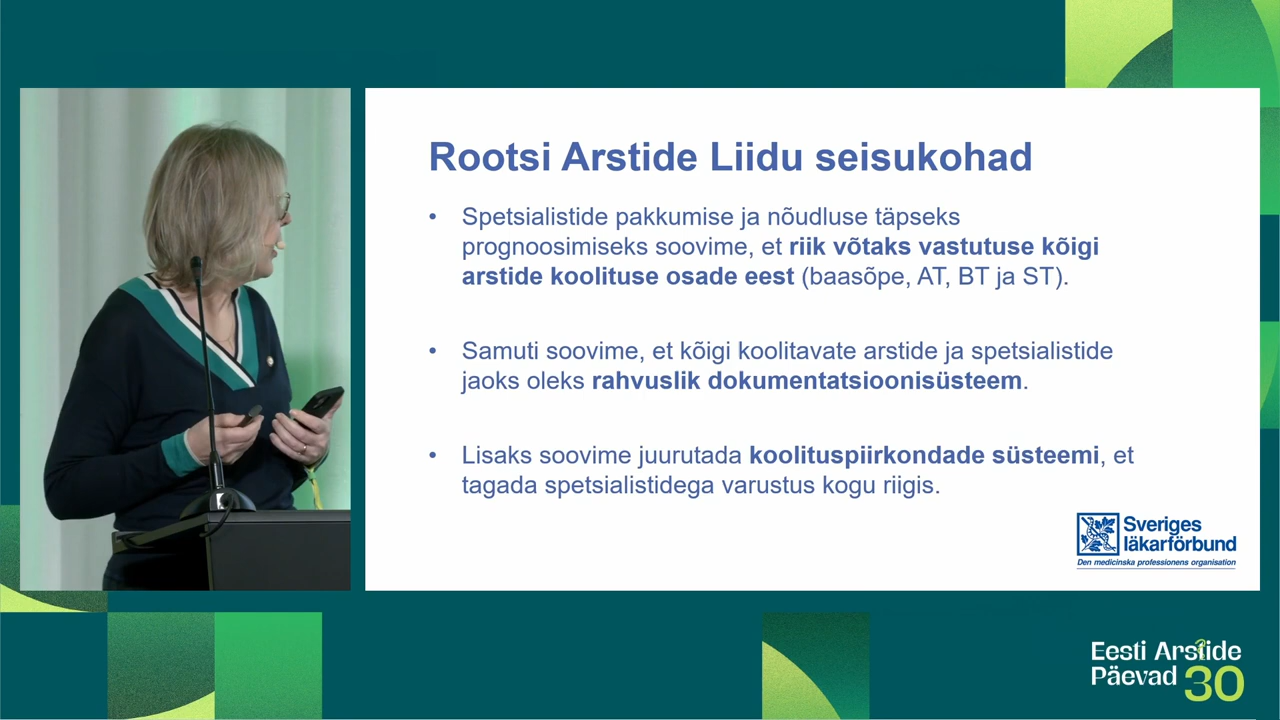 Rootsi Arstide Liidu seisukohad
• Spetsialistide pakkumise ja nõudluse täpseks
prognoosimiseks soovime, et riik võtaks vastutuse kõigi
arstide koolituse osade eest (baasõpe, AT, BT ja ST).
• Samuti soovime, et kõigi koolitavate arstide ja spetsialistide
jaoks oleks rahvuslik dokumentatsioonisüsteem.
• Lisaks soovime juurutada koolituspiirkondade süsteemi, et
tagada spetsialistidega varustus kogu riigis.
Sveriges
läkarförbund
Den medicinska professionens organisation
Eesti Arstide
Päevad 30